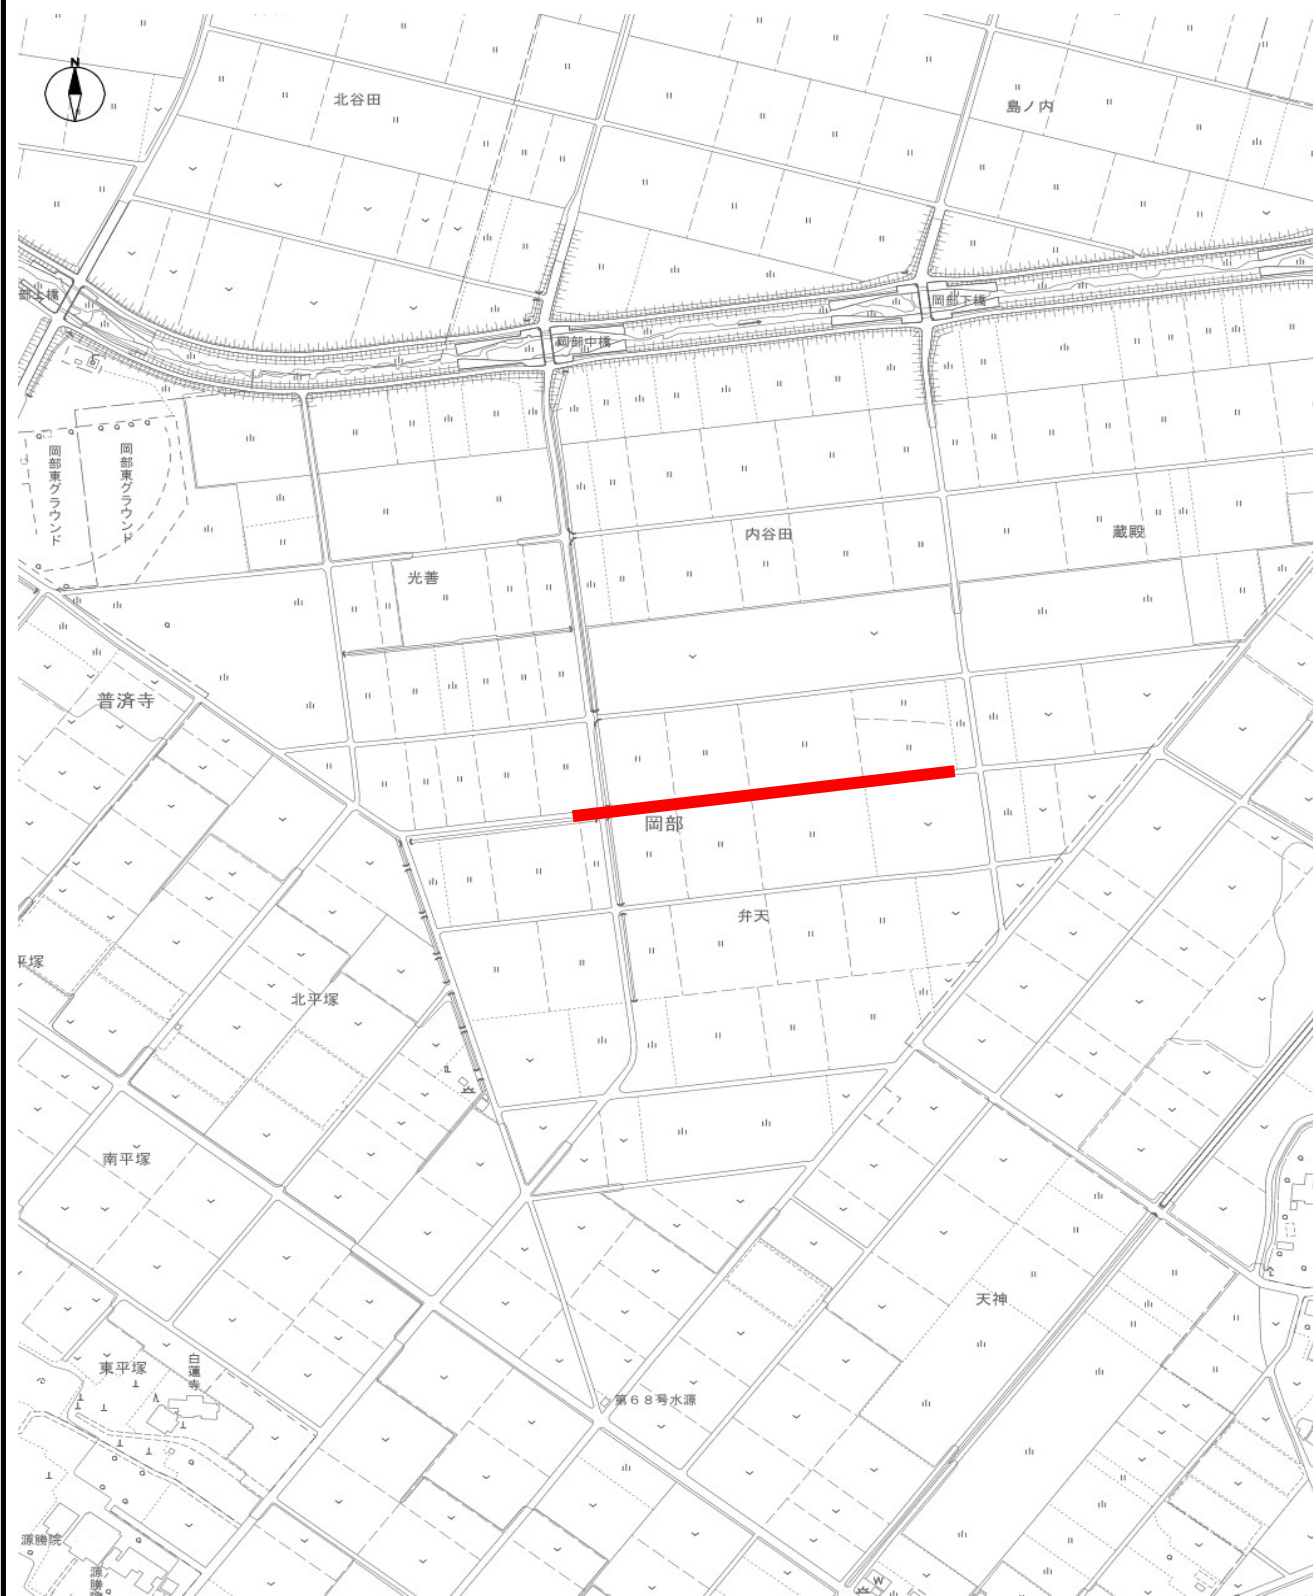 N
北谷田
島ノ内
部上橋
岡部下橋
岡部中橋
岡部東グラウンド
岡部東グラウンド
内谷田
蔵殿
光善
普済寺
岡部
弁天
平塚
北平塚
南平塚
天神
東平塚
白蓮寺
第68号水源
源勝院
源勝
W